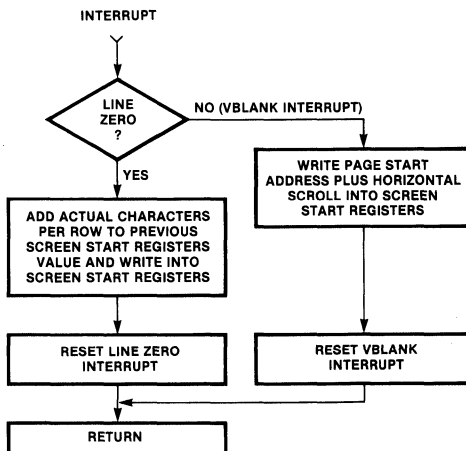 INTERRUPT
LINE
ZERO
?
NO (VBLANK INTERRUPT)
YES
WRITE PAGE START
ADDRESS PLUS HORIZONTAL
SCROLL INTO SCREEN
START REGISTERS
ADD ACTUAL CHARACTERS
PER ROW TO PREVIOUS
SCREEN START REGISTERS
VALUE AND WRITE INTO
SCREEN START REGISTERS
RESET LINE ZERO
INTERRUPT
RESET VBLANK
INTERRUPT
RETURN